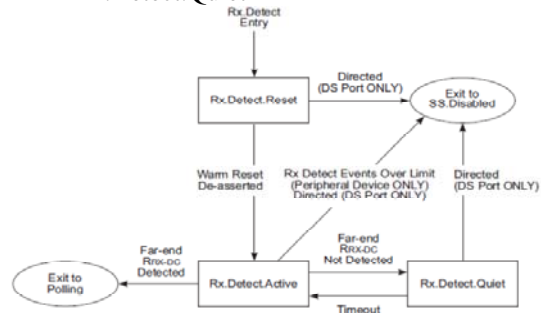 Rx.Detect
Entry
Rx.Detect.Reset
Directed
(DS Port ONLY)
Exit to
SS.Disabled
Warm Reset
De-asserted
Rx Detect Events Over Limit
(Peripheral Device ONLY)
Directed (DS Port ONLY)
Directed
(DS Port ONLY)
Far-end
RRX-DC
Detected
Far-end
RRX-DC
Not Detected
Exit to
Polling
Rx.Detect.Active
Rx.Detect.Quiet
Timeout